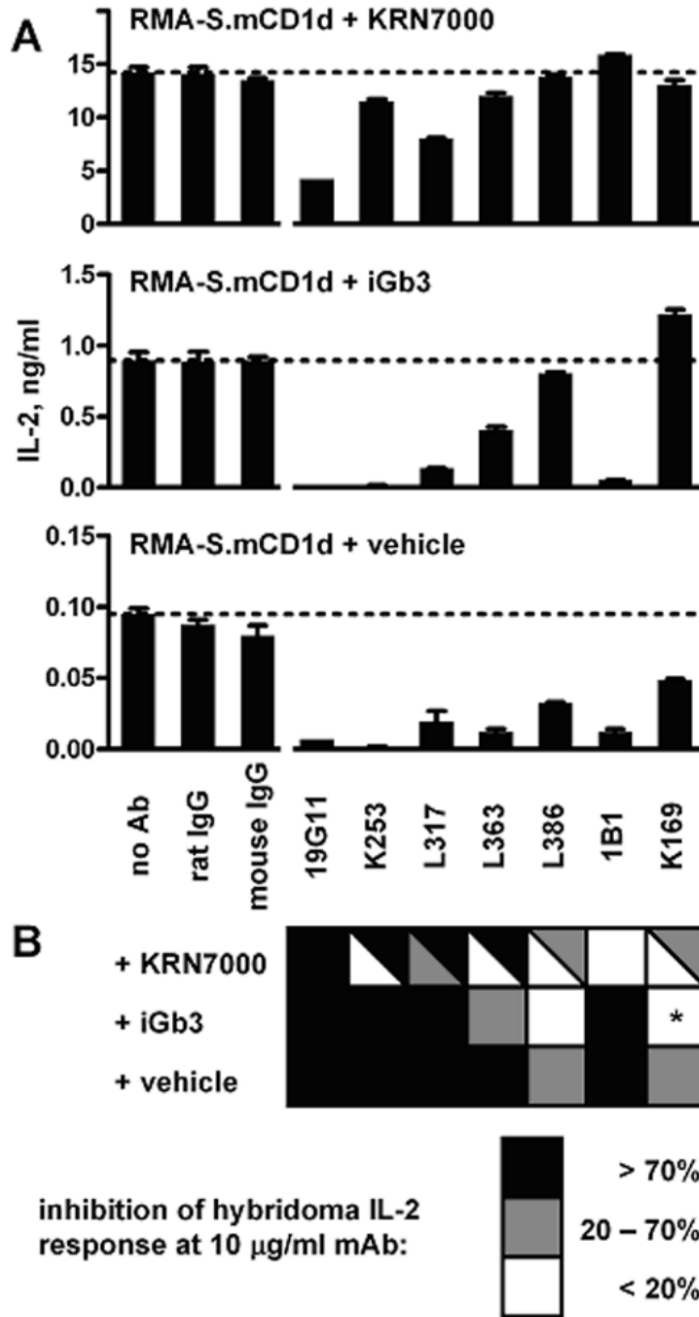 A
RMA-S.mCD1d + KRN7000
15
10
5
0
RMA-S.mCD1d + iGb3
1.5
1.0
0.5
0.0
IL-2, ng/ml
RMA-S.mCD1d + vehicle
0.15
0.10
0.05
0.00
no Ab
rat IgG
mouse IgG
19G11
K253
L317
L363
L386
1B1
K169
B
+ KRN7000
+ iGb3
*
+ vehicle
> 70%
inhibition of hybridoma IL-2
response at 10 µg/ml mAb:
20 – 70%
< 20%